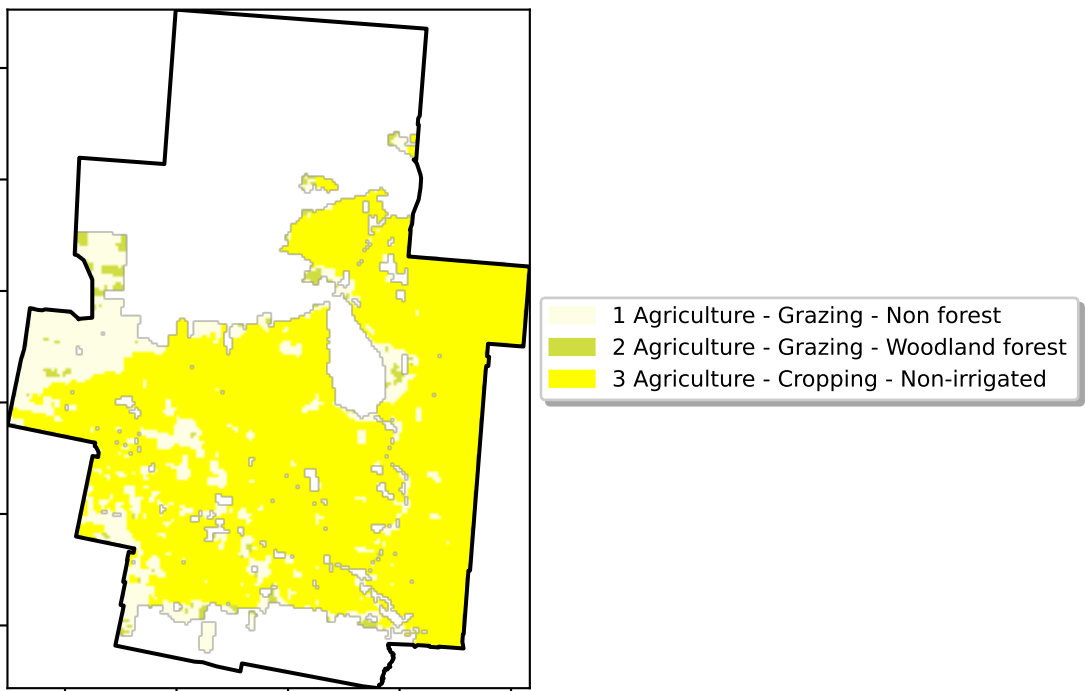 1 Agriculture - Grazing - Non forest
2 Agriculture - Grazing - Woodland forest
3 Agriculture - Cropping - Non-irrigated